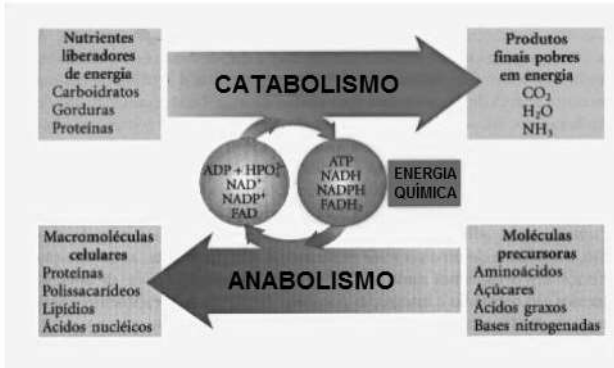 Nutrientes
liberadores
de energia
Carboidratos
Gorduras
Proteínas
CATABOLISMO
Produtos
finais pobres
em energia
CO₂
H₂O
NH₃
ADP + HPO₄²⁻
NAD⁺
NADP⁺
FAD
ATP
NADH
NADPH
FADH₂
ENERGIA
QUÍMICA
Macromoléculas
celulares
Proteínas
Polissacarídeos
Lipídios
Ácidos nucléicos
ANABOLISMO
Moléculas
precursoras
Aminoácidos
Açúcares
Ácidos graxos
Bases nitrogenadas